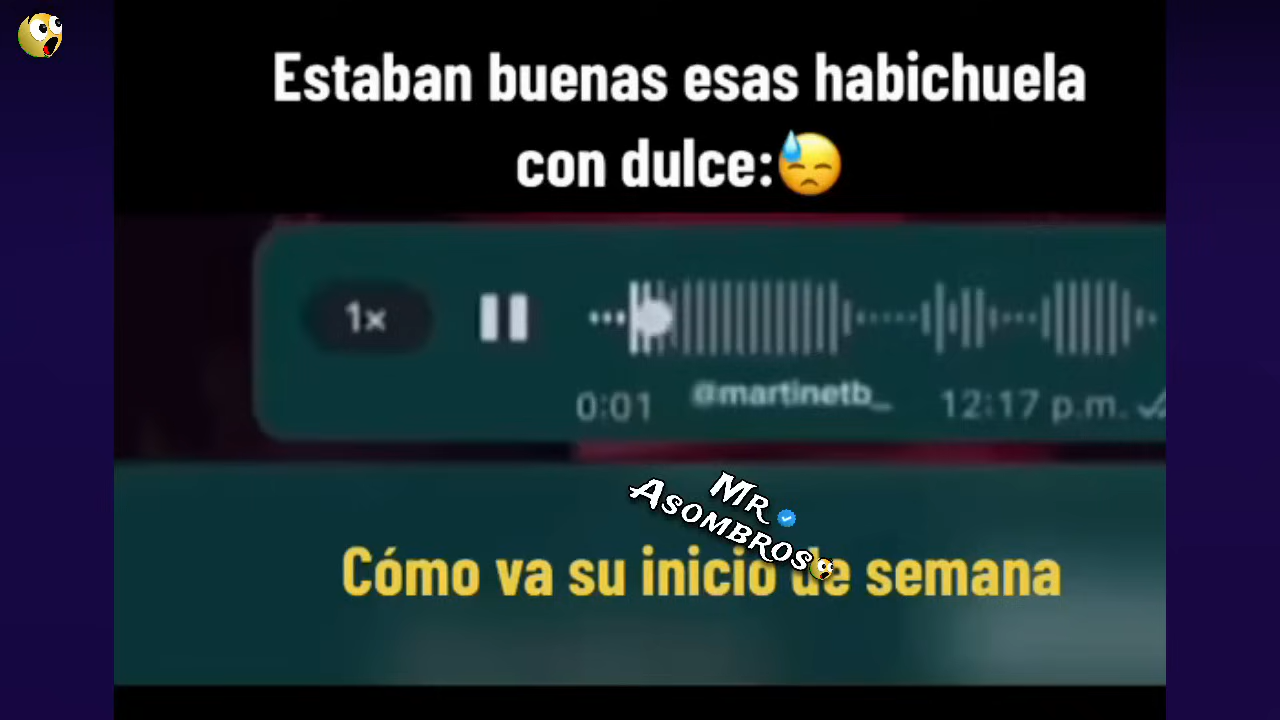 Estaban buenas esas habichuela
con dulce:😓
1x
0:01
@martinetb_
12:17 p.m.
Mr
Asombros
Cómo va su inicio de semana